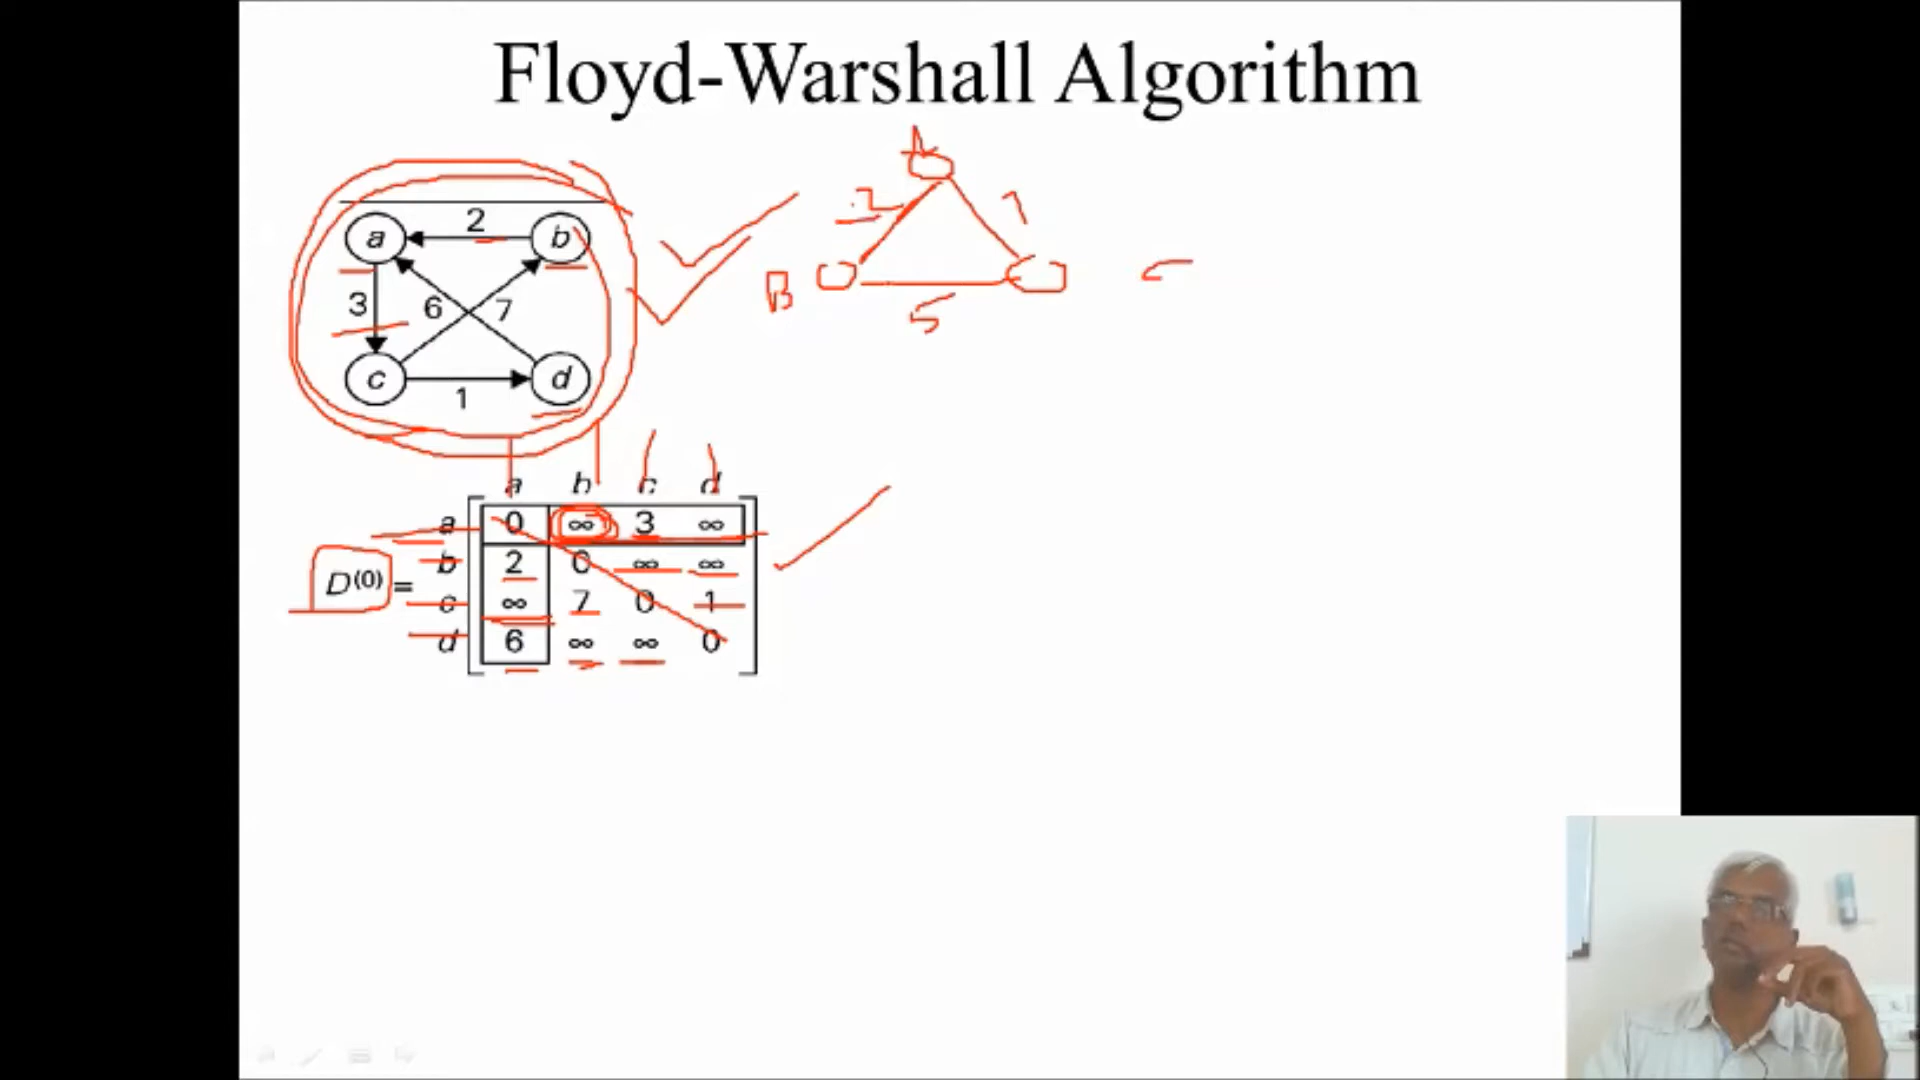 Floyd-Warshall Algorithm
A
a 2 b
3 6 7
B 5
c 1 d
a b c d
a 0 ∞ 3 ∞
b 2 0 ∞ ∞
D(0) =
c ∞ 7 0 1
d 6 ∞ ∞ 0